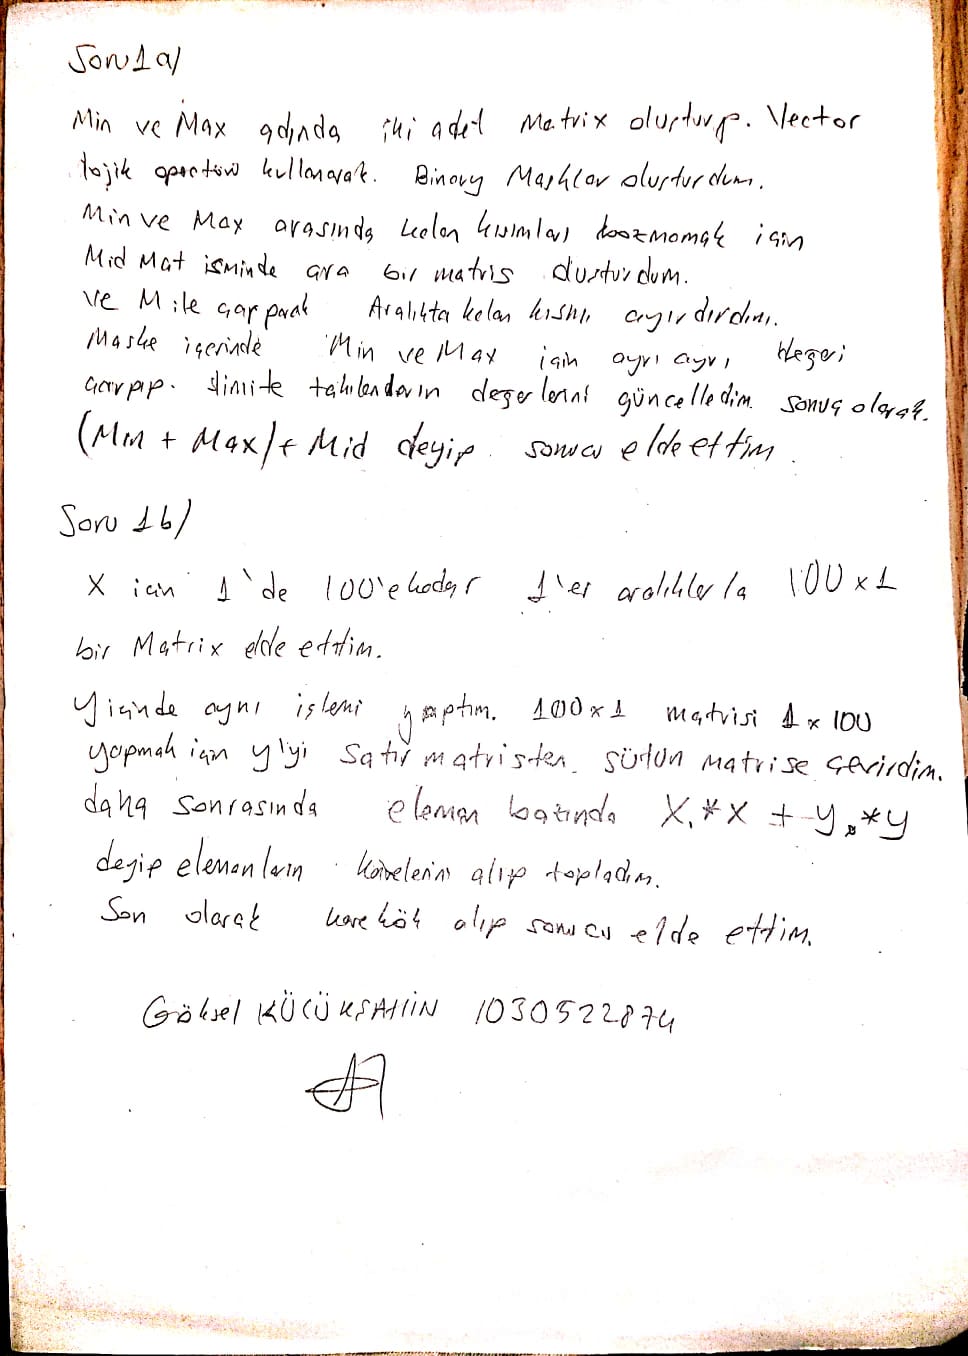 Soru 1a/
Min ve Max adında iki adet Matrix oluşturup. Vector
lojik operatörü kullanarak. Binary Maskler oluşturdum.
Min ve Max arasında kalan kısımları bozmamak için
Mid Mat isminde ara bir matris oluşturdum.
ve M ile çarparak Aralıkta kalan kısmı ayırdırdım.
Maske içerinde Min ve Max için ayrı ayrı değeri
çarpıp. limite takılanların değerlerini güncelledim. sonuç olarak.
(Min + Max) + Mid deyip sonucu elde ettim.
Soru 1b/
X için 1'de 100'e kadar 1'er aralıklarla 100x1
bir Matrix elde ettim.
Y içinde aynı işlemi yaptım. 100x1 matrisi 1x100
yapmak için y'yi Satır matristen. sütun matrise çevirdim.
daha sonrasında eleman bazında X.*X + y.*y
deyip elemanların karelerini alıp topladım.
Son olarak kare kök alıp sonucu elde ettim.
Göksel KÜÇÜKŞAHİN 1030522874